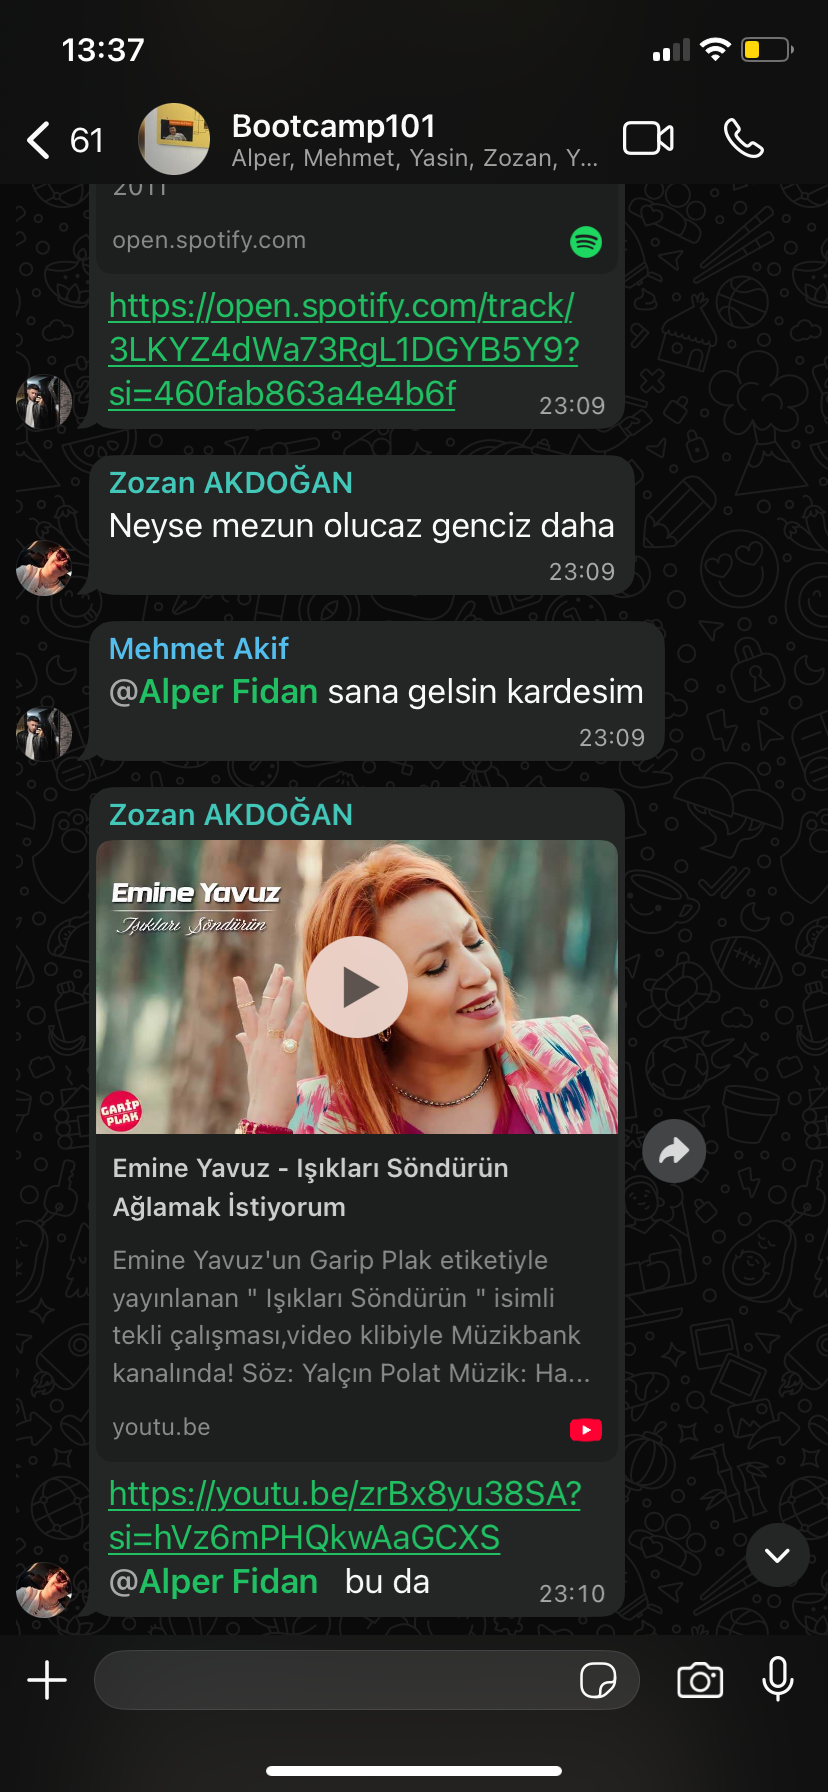 13:37
61
Bootcamp101
Alper, Mehmet, Yasin, Zozan, Y...
2011
open.spotify.com
https://open.spotify.com/track/
3LKYZ4dWa73RgL1DGYB5Y9?
si=460fab863a4e4b6f
23:09
Zozan AKDOĞAN
Neyse mezun olucaz genciz daha
23:09
Mehmet Akif
@Alper Fidan sana gelsin kardesim
23:09
Zozan AKDOĞAN
Emine Yavuz
Işıkları Söndürün
GARİP
PLAK
Emine Yavuz - Işıkları Söndürün
Ağlamak İstiyorum
Emine Yavuz'un Garip Plak etiketiyle
yayınlanan " Işıkları Söndürün " isimli
tekli çalışması,video klibiyle Müzikbank
kanalında! Söz: Yalçın Polat Müzik: Ha...
youtu.be
https://youtu.be/zrBx8yu38SA?
si=hVz6mPHQkwAaGCXS
@Alper Fidan bu da
23:10